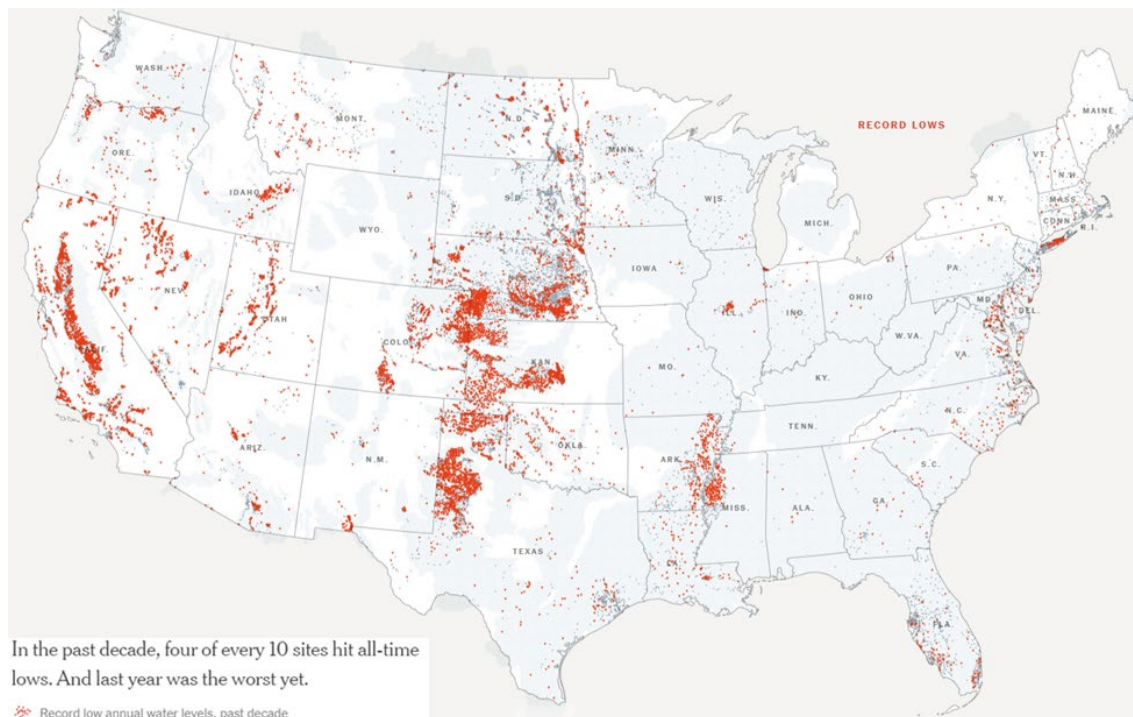 WASH.
MAINE
MONT.
N.D.
RECORD LOWS
ORE.
MINN.
VT.
N.H.
IDAHO
S.D.
WIS.
N.Y.
MASS.
WYO.
MICH.
CONN.
R.I.
IOWA
PA.
N.J.
NEV.
UTAH
OHIO
ILL.
IND.
MD.
DEL.
COLO.
W.VA.
CALIF.
KAN.
MO.
VA.
KY.
N.C.
TENN.
ARIZ.
N.M.
OKLA.
ARK.
S.C.
MISS.
ALA.
GA.
TEXAS
LA.
FLA.
In the past decade, four of every 10 sites hit all-time
lows. And last year was the worst yet.
Record low annual water levels, past decade